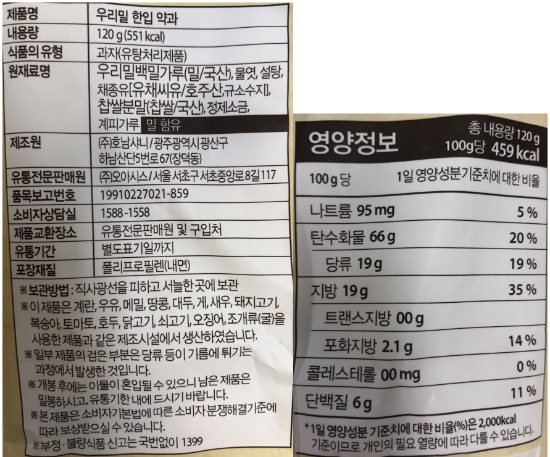 제품명 우리밀 한입 약과
내용량 120 g (551 kcal)
식품의 유형 과자(유탕처리제품)
원재료명 우리밀백밀가루(밀/국산), 물엿, 설탕,
채종유[유채씨유/호주산, 규소수지],
찹쌀분말(찹쌀/국산), 정제소금,
계피가루 밀 함유
제조원 (주)호남샤니/광주광역시 광산구
하남산단5번로 67(장덕동)
유통전문판매원 (주)오아시스/서울 서초구 서초중앙로 8길 117
품목보고번호 19910227021-859
소비자상담실 1588-1558
제품교환장소 유통전문판매원 및 구입처
유통기간 별도표기일까지
포장재질 폴리프로필렌(내면)
※ 보관방법 : 직사광선을 피하고 서늘한 곳에 보관
※ 이 제품은 계란, 우유, 메밀, 땅콩, 대두, 게, 새우, 돼지고기,
복숭아, 토마토, 호두, 닭고기, 쇠고기, 오징어, 조개류(굴)을
사용한 제품과 같은 제조시설에서 생산하였습니다.
※ 일부 제품의 검은 부분은 당류 등이 기름에 튀기는
과정에서 발생한 것입니다.
※ 개봉 후에는 이물이 혼입될 수 있으니 남은 제품은
밀봉하시고, 유통기한 내에 드시기 바랍니다.
※ 본 제품은 소비자기본법에 따른 소비자 분쟁해결기준에
따라 보상받으실 수 있습니다.
※ 부정·불량식품 신고는 국번없이 1399
영양정보 총 내용량 120 g
100g당 459 kcal
100 g당 1일 영양성분 기준치에 대한 비율
나트륨 95 mg 5 %
탄수화물 66 g 20 %
당류 19 g 19 %
지방 19 g 35 %
트랜스지방 00 g
포화지방 2.1 g 14 %
콜레스테롤 00 mg 0 %
단백질 6 g 11 %
*1일 영양성분 기준치에 대한 비율(%)은 2,000kcal
기준이므로 개인의 필요 열량에 따라 다를 수 있습니다.